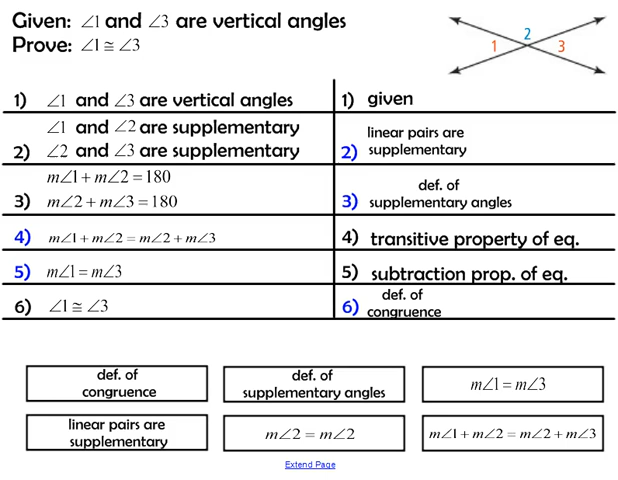 Given: ∠1 and ∠3 are vertical angles
Prove: ∠1 ≅ ∠3
1 2 3
1) ∠1 and ∠3 are vertical angles 1) given
∠1 and ∠2 are supplementary
2) ∠2 and ∠3 are supplementary 2) linear pairs are supplementary
m∠1 + m∠2 = 180
3) m∠2 + m∠3 = 180 3) def. of supplementary angles
4) m∠1 + m∠2 = m∠2 + m∠3 4) transitive property of eq.
5) m∠1 = m∠3 5) subtraction prop. of eq.
6) ∠1 ≅ ∠3 6) def. of congruence
def. of
congruence
def. of
supplementary angles
m∠1 = m∠3
linear pairs are
supplementary
m∠2 = m∠2
m∠1 + m∠2 = m∠2 + m∠3
Extend Page